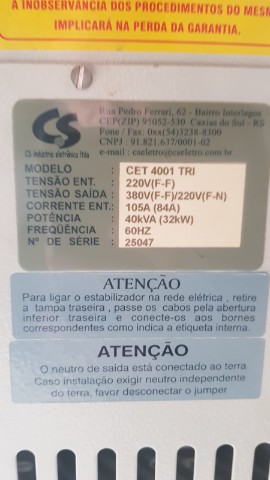 A INOBSERVÂNCIA DOS PROCEDIMENTOS DO MESM
IMPLICARÁ NA PERDA DA GARANTIA.
CS
CS indústria eletrônica ltda
Rua Pedro Ferrari, 62 - Bairro Interlagos
CEP(ZIP) 95052-530 Caxias do Sul - RS
Fone / Fax: 0xx(54)3238-8300
CNPJ : 91.821.637/0001-02
e-mail : cseletro@cseletro.com.br
MODELO : CET 4001 TRI
TENSÃO ENT. : 220V(F-F)
TENSÃO SAÍDA : 380V(F-F)/220V(F-N)
CORRENTE ENT.: 105A (84A)
POTÊNCIA : 40kVA (32kW)
FREQÜÊNCIA : 60HZ
Nº DE SÉRIE : 25047
ATENÇÃO
Para ligar o estabilizador na rede elétrica , retire
a tampa traseira , passe os cabos pela abertura
inferior traseira e conecte-os aos bornes
correspondentes como indica a etiqueta interna.
ATENÇÃO
O neutro de saída está conectado ao terra.
Caso instalação exigir neutro independente
do terra, favor desconectar o jumper